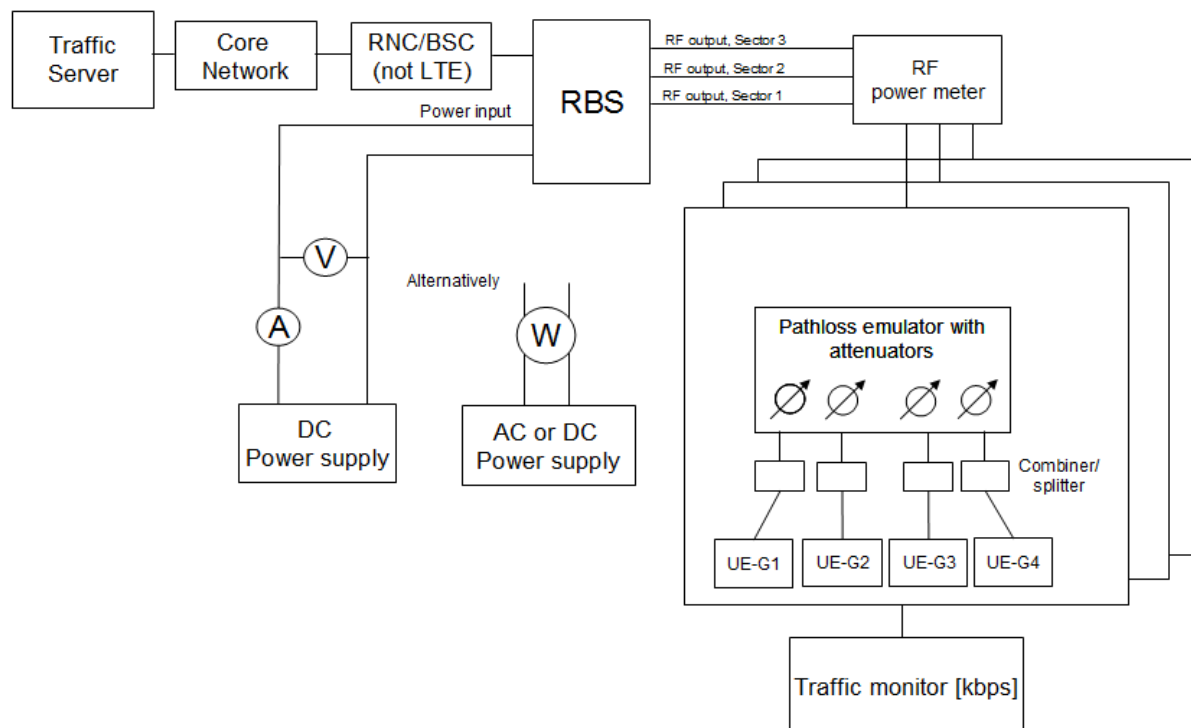 Traffic
Server
Core
Network
RNC/BSC
(not LTE)
RBS
RF output, Sector 3
RF output, Sector 2
RF output, Sector 1
RF
power meter
Power input
V
A
Alternatively
W
DC
Power supply
AC or DC
Power supply
Pathloss emulator with
attenuators
Combiner/
splitter
UE-G1
UE-G2
UE-G3
UE-G4
Traffic monitor [kbps]